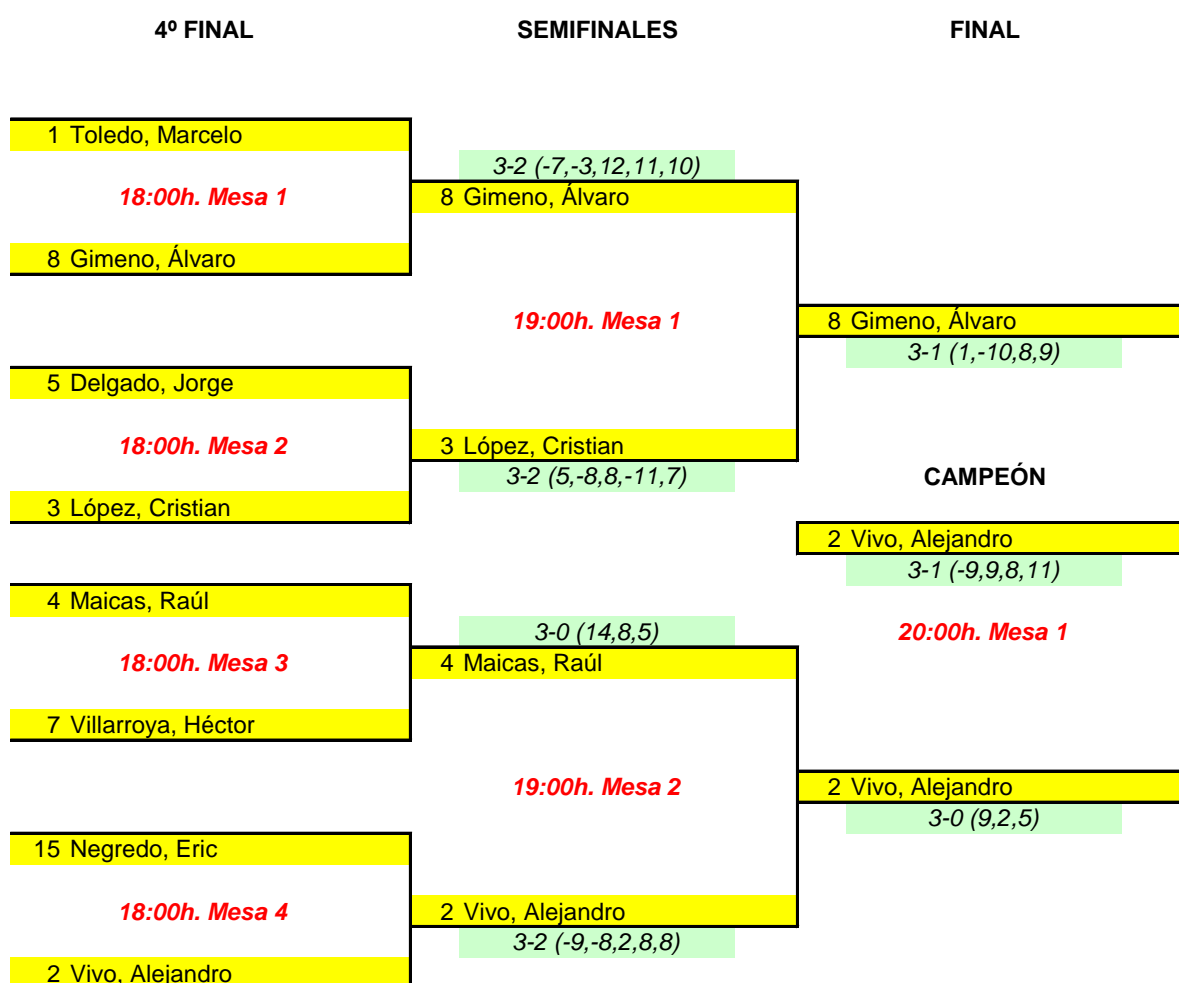 4º FINAL SEMIFINALES FINAL
1 Toledo, Marcelo
3-2 (-7,-3,12,11,10)
18:00h. Mesa 1 8 Gimeno, Álvaro
8 Gimeno, Álvaro
19:00h. Mesa 1 8 Gimeno, Álvaro
3-1 (1,-10,8,9)
5 Delgado, Jorge
18:00h. Mesa 2 3 López, Cristian
3-2 (5,-8,8,-11,7) CAMPEÓN
3 López, Cristian
2 Vivo, Alejandro
3-1 (-9,9,8,11)
4 Maicas, Raúl
3-0 (14,8,5) 20:00h. Mesa 1
18:00h. Mesa 3 4 Maicas, Raúl
7 Villarroya, Héctor
19:00h. Mesa 2 2 Vivo, Alejandro
3-0 (9,2,5)
15 Negredo, Eric
18:00h. Mesa 4 2 Vivo, Alejandro
3-2 (-9,-8,2,8,8)
2 Vivo, Alejandro